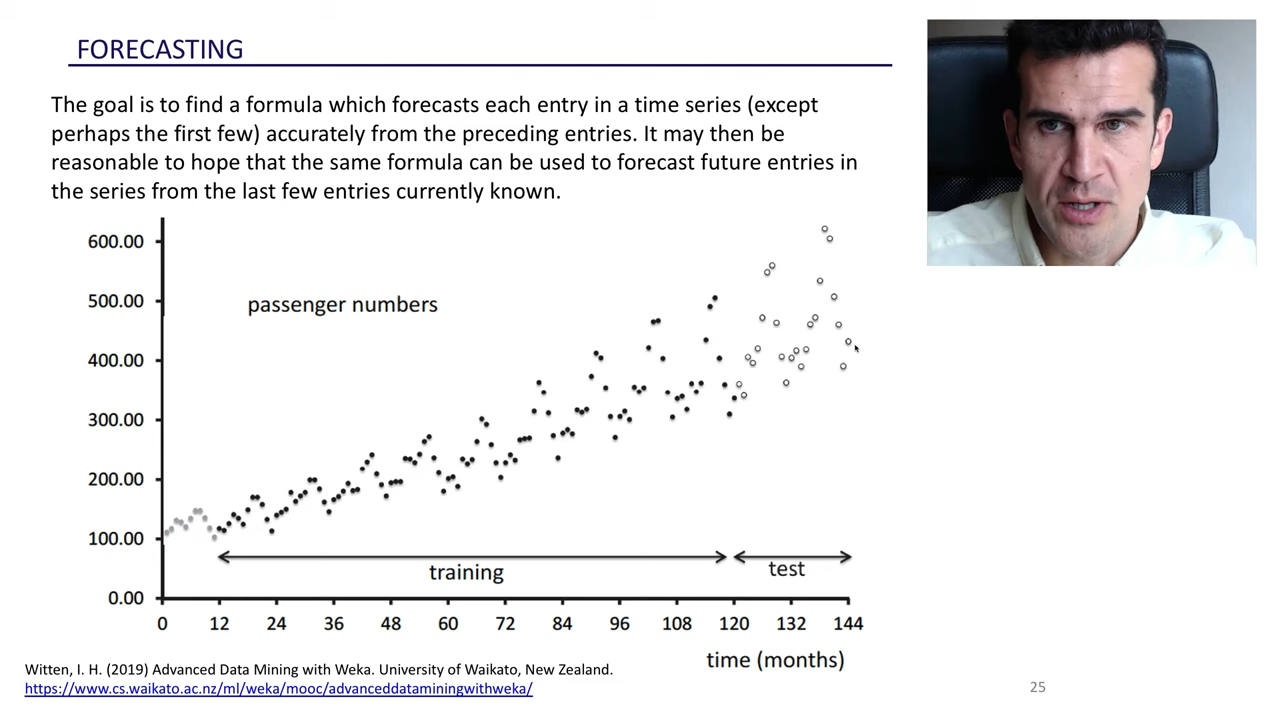 FORECASTING
The goal is to find a formula which forecasts each entry in a time series (except
perhaps the first few) accurately from the preceding entries. It may then be
reasonable to hope that the same formula can be used to forecast future entries in
the series from the last few entries currently known.
600.00
500.00
400.00
300.00
200.00
100.00
0.00
passenger numbers
training
test
0 12 24 36 48 60 72 84 96 108 120 132 144
time (months)
Witten, I. H. (2019) Advanced Data Mining with Weka. University of Waikato, New Zealand.
https://www.cs.waikato.ac.nz/ml/weka/mooc/advanceddataminingwithweka/
25